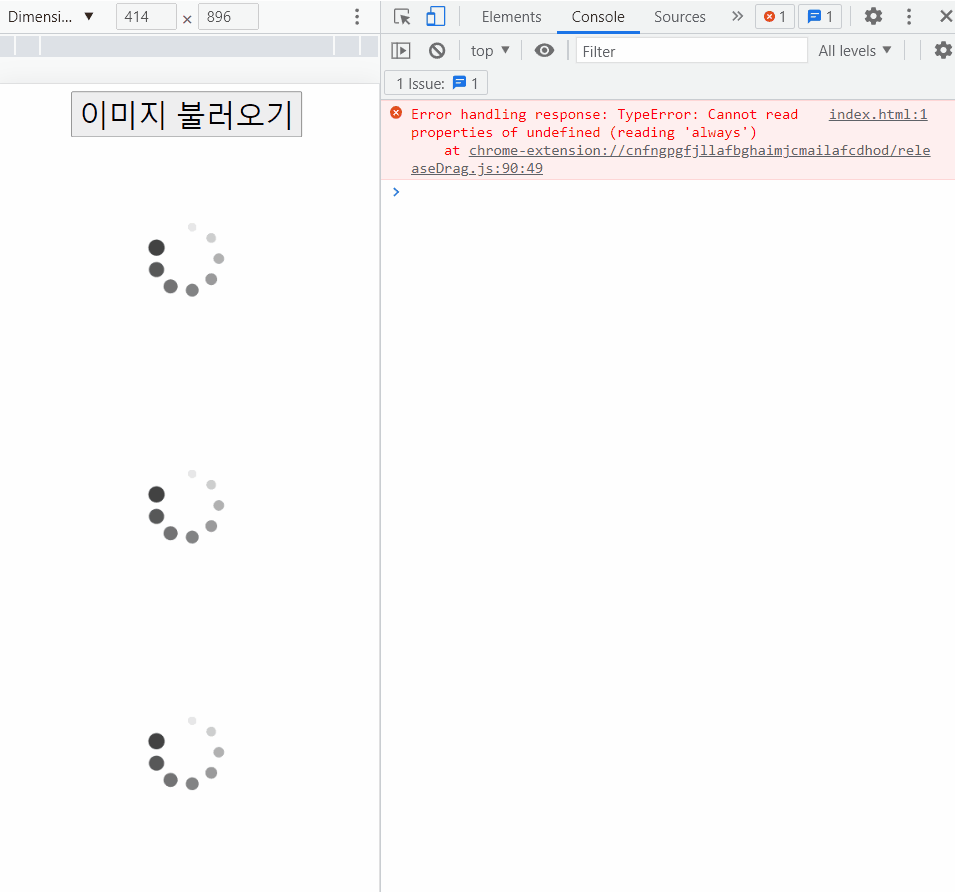 Dimensi... ▼ 414 × 896
Elements Console Sources » 1 1
top ▼ Filter All levels ▼
1 Issue: 1
이미지 불러오기
Error handling response: TypeError: Cannot read index.html:1
properties of undefined (reading 'always')
at chrome-extension://cnfngpgfjllafbghaimjcmailafcdhod/rele
aseDrag.js:90:49